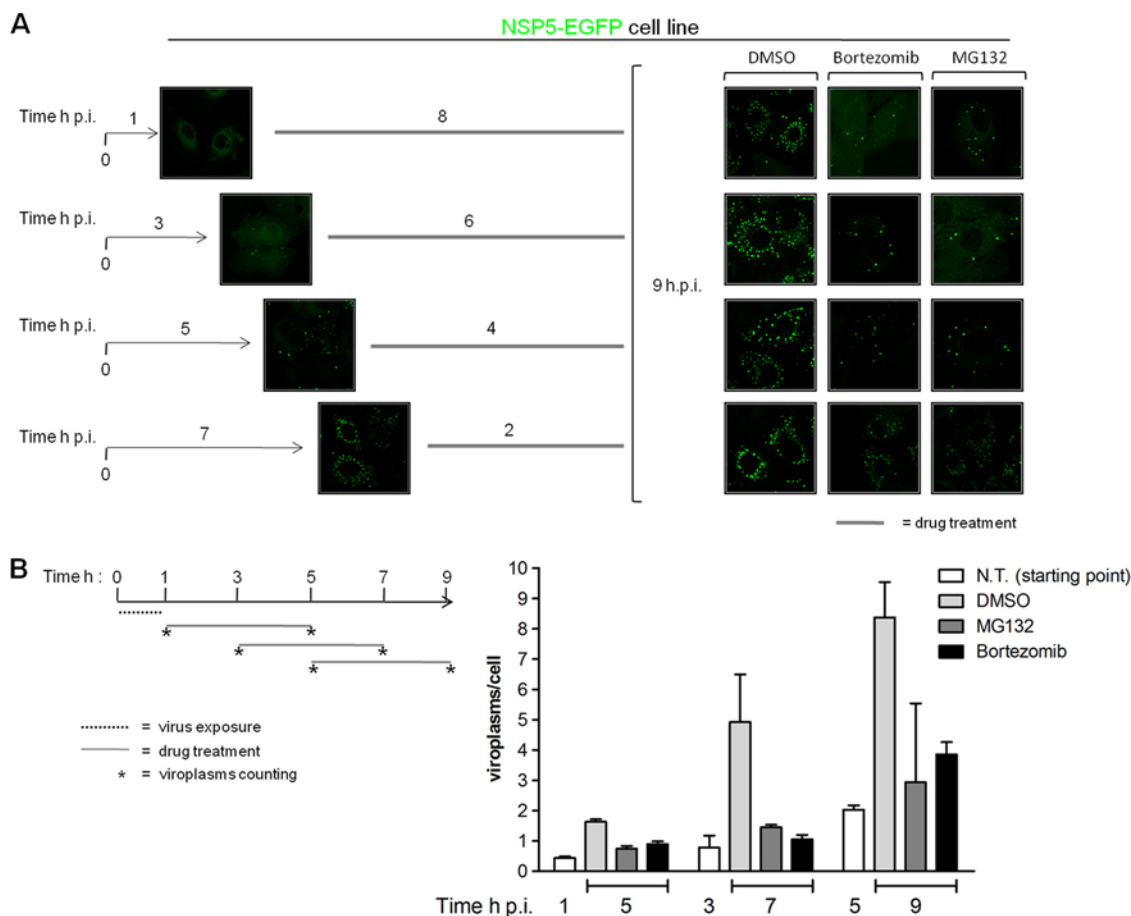 A
NSP5-EGFP cell line
DMSO Bortezomib MG132
Time h p.i. 1 8
0
Time h p.i. 3 6
0
9 h.p.i.
Time h p.i. 5 4
0
Time h p.i. 7 2
0
= drug treatment
B
Time h : 0 1 3 5 7 9
* *
* *
* *
= virus exposure
= drug treatment
* = viroplasms counting
viroplasms/cell
10
9
8
7
6
5
4
3
2
1
0
N.T. (starting point)
DMSO
MG132
Bortezomib
Time h p.i. 1 5 3 7 5 9